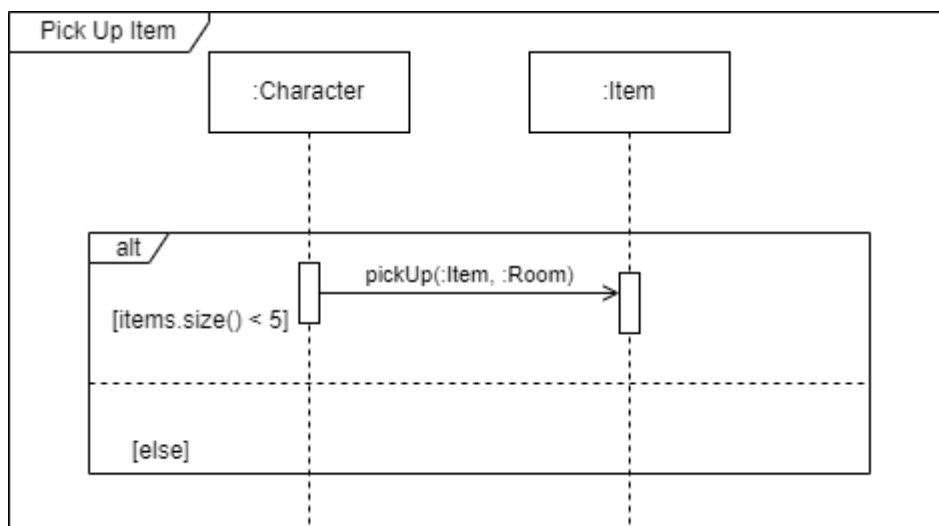 Pick Up Item
:Character
:Item
alt
pickUp(:Item, :Room)
[items.size() < 5]
[else]